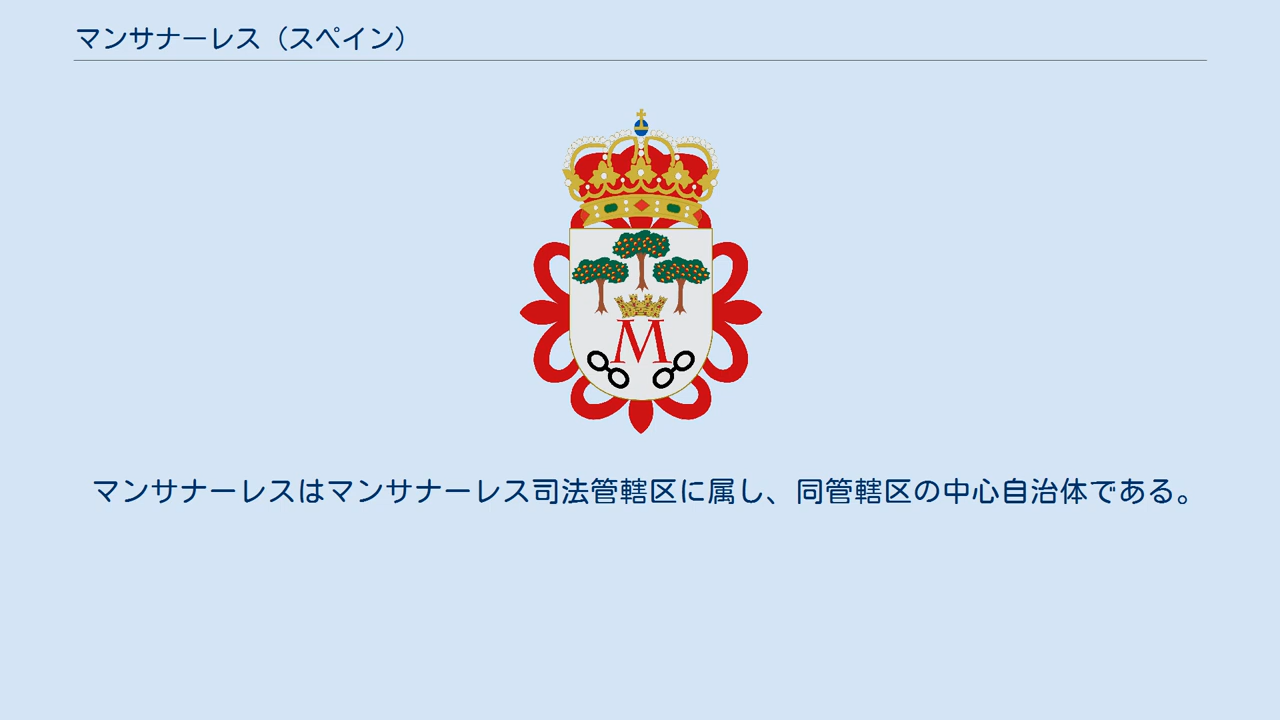 マンサナーレス（スペイン）
M
マンサナーレスはマンサナーレス司法管轄区に属し、同管轄区の中心自治体である。